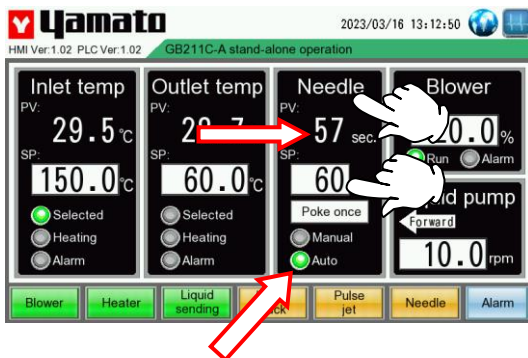 Yamato
2023/03/16 13:12:50
HMI Ver:1.02 PLC Ver:1.02
GB211C-A stand-alone operation
Inlet temp
PV:
29.5 ℃
SP:
150.0 ℃
Selected
Heating
Alarm
Outlet temp
PV:
SP:
60.0 ℃
Selected
Heating
Alarm
Needle
PV:
57 sec.
SP:
60
Poke once
Manual
Auto
Blower
%
Run
Alarm
pump
Forward
10.0 rpm
Blower
Heater
Liquid
sending
Pulse
jet
Needle
Alarm